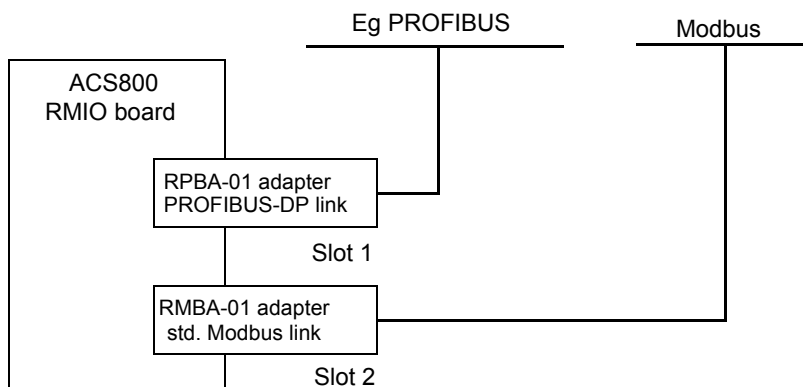 Eg PROFIBUS
Modbus
ACS800
RMIO board
RPBA-01 adapter
PROFIBUS-DP link
Slot 1
RMBA-01 adapter
std. Modbus link
Slot 2